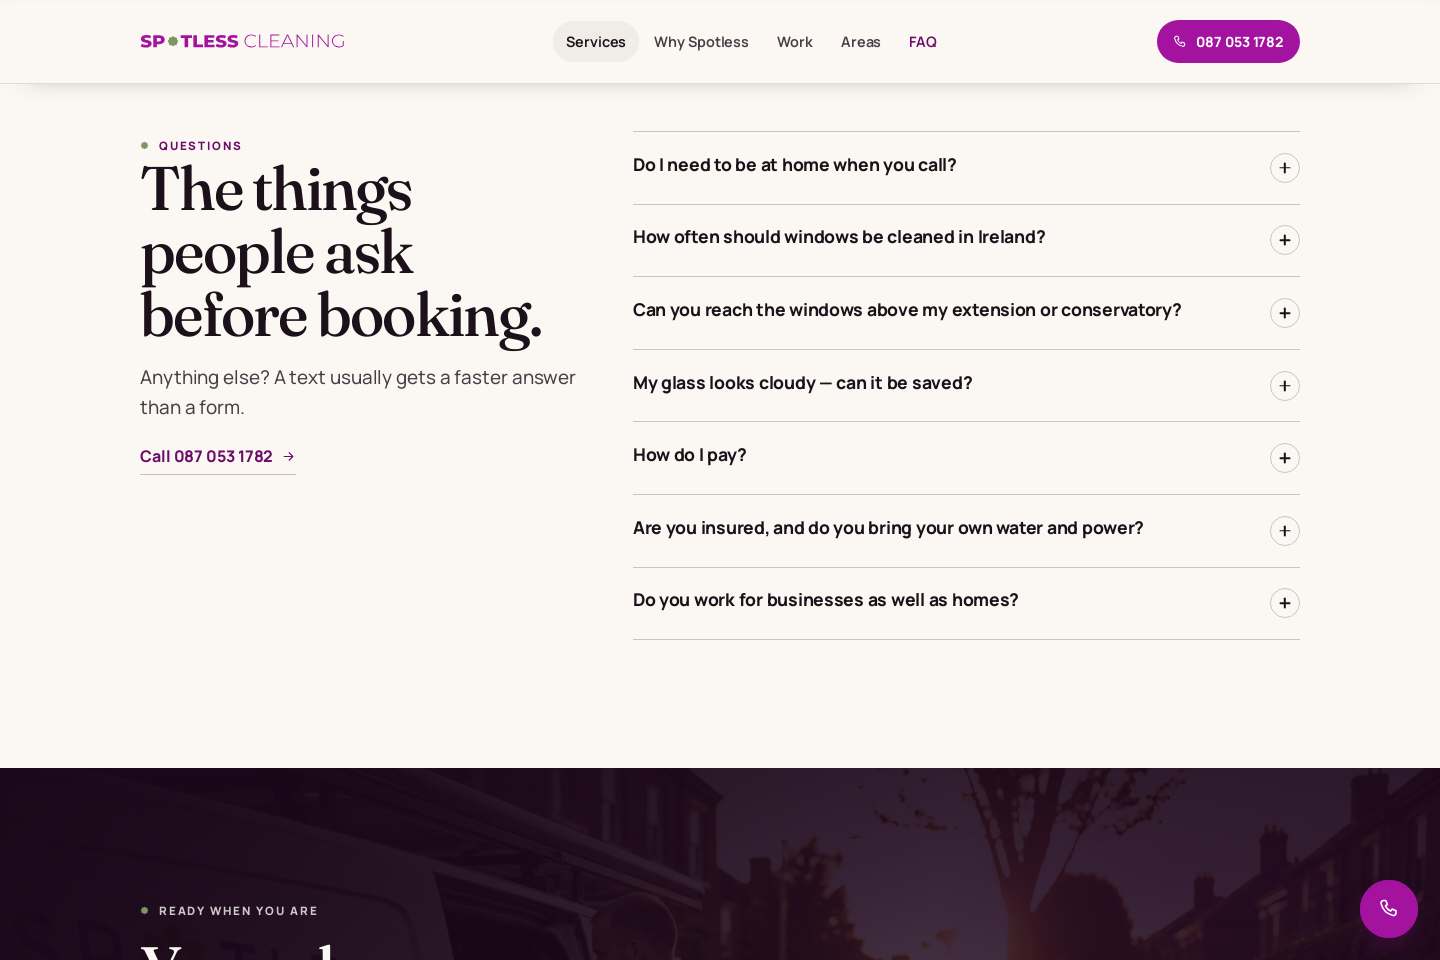 SPOTLESS CLEANING
Services
Why Spotless
Work
Areas
FAQ
087 053 1782
QUESTIONS
The things
people ask
before booking.
Anything else? A text usually gets a faster answer
than a form.
Call 087 053 1782 →
Do I need to be at home when you call?
How often should windows be cleaned in Ireland?
Can you reach the windows above my extension or conservatory?
My glass looks cloudy — can it be saved?
How do I pay?
Are you insured, and do you bring your own water and power?
Do you work for businesses as well as homes?
READY WHEN YOU ARE